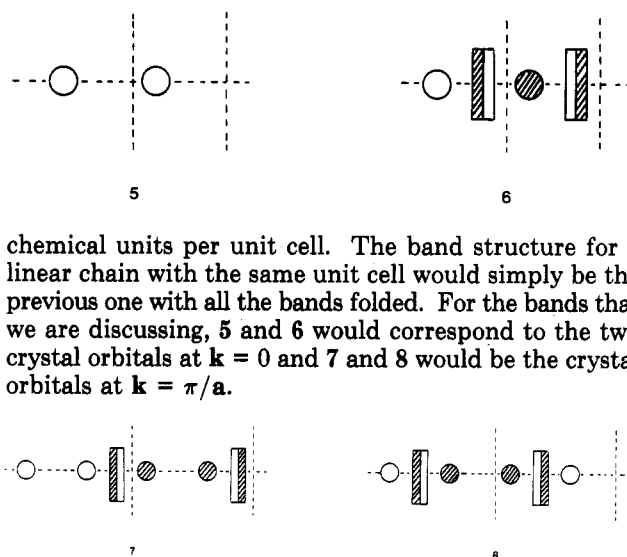 5
6
chemical units per unit cell. The band structure for
linear chain with the same unit cell would simply be th
previous one with all the bands folded. For the bands tha
we are discussing, 5 and 6 would correspond to the tw
crystal orbitals at k = 0 and 7 and 8 would be the crysta
orbitals at k = π/a.
7
8